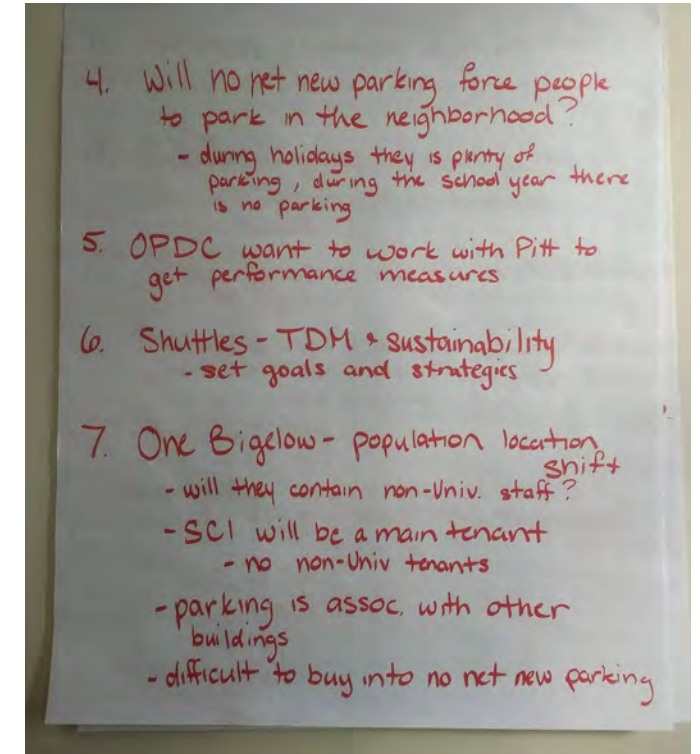 4. Will no net new parking force people
to park in the neighborhood?
- during holidays they is plenty of
parking, during the school year there
is no parking
5. OPDC want to work with Pitt to
get performance measures
6. Shuttles - TDM & sustainability
- set goals and strategies
7. One Bigelow - population location
shift
- will they contain non-Univ. staff?
- SCI will be a main tenant
- no non-Univ tenants
- parking is assoc. with other
buildings
- difficult to buy into no net new parking